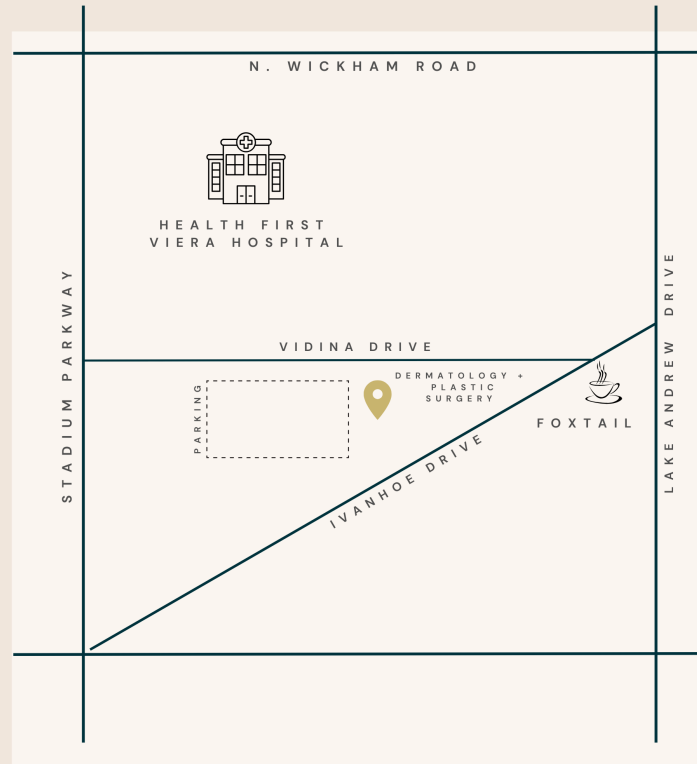 N. WICKHAM ROAD
HEALTH FIRST
VIERA HOSPITAL
STADIUM PARKWAY
LAKE ANDREW DRIVE
VIDINA DRIVE
PARKING
DERMATOLOGY +
PLASTIC
SURGERY
FOXTAIL
IVANHOE DRIVE